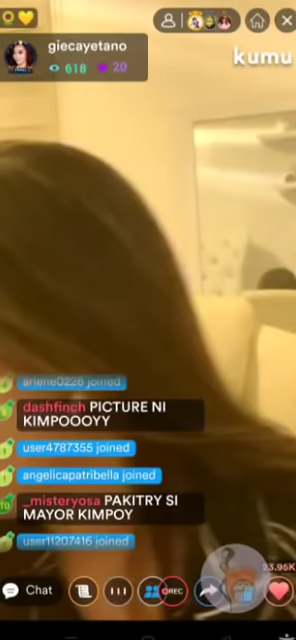 giecayetano
618 20
kumu
arlene0226 joined
dashfinch PICTURE NI
KIMPOOOYY
user4787355 joined
angelicapatribella joined
_misteryosa PAKITRY SI
MAYOR KIMPOY
user11207416 joined
23.95K
Chat
REC